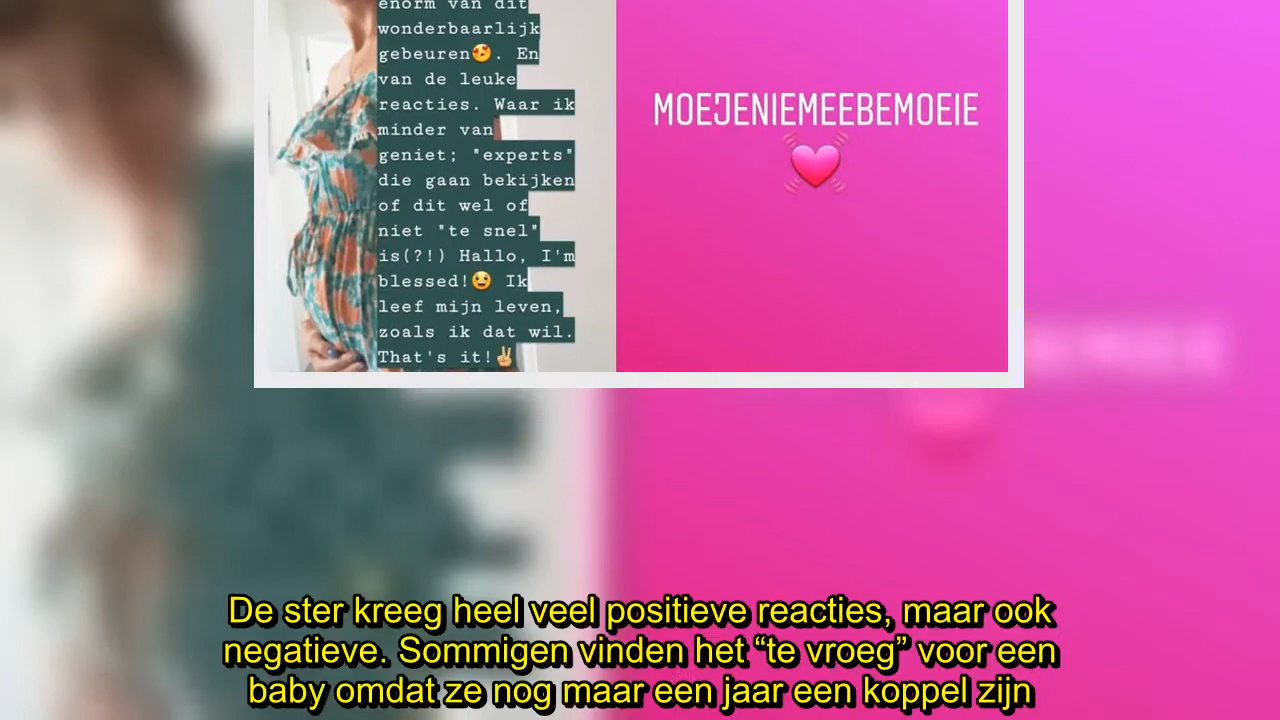 enorm van dit
wonderbaarlijk
gebeuren😍. En
van de leuke
reacties. Waar ik
minder van
geniet; "experts"
die gaan bekijken
of dit wel of
niet "te snel"
is(?!) Hallo, I'm
blessed!😀 Ik
leef mijn leven,
zoals ik dat wil.
That's it!✌
MOEJENIEMEEBEMOEIE
💓
De ster kreeg heel veel positieve reacties, maar ook
negatieve. Sommigen vinden het “te vroeg” voor een
baby omdat ze nog maar een jaar een koppel zijn